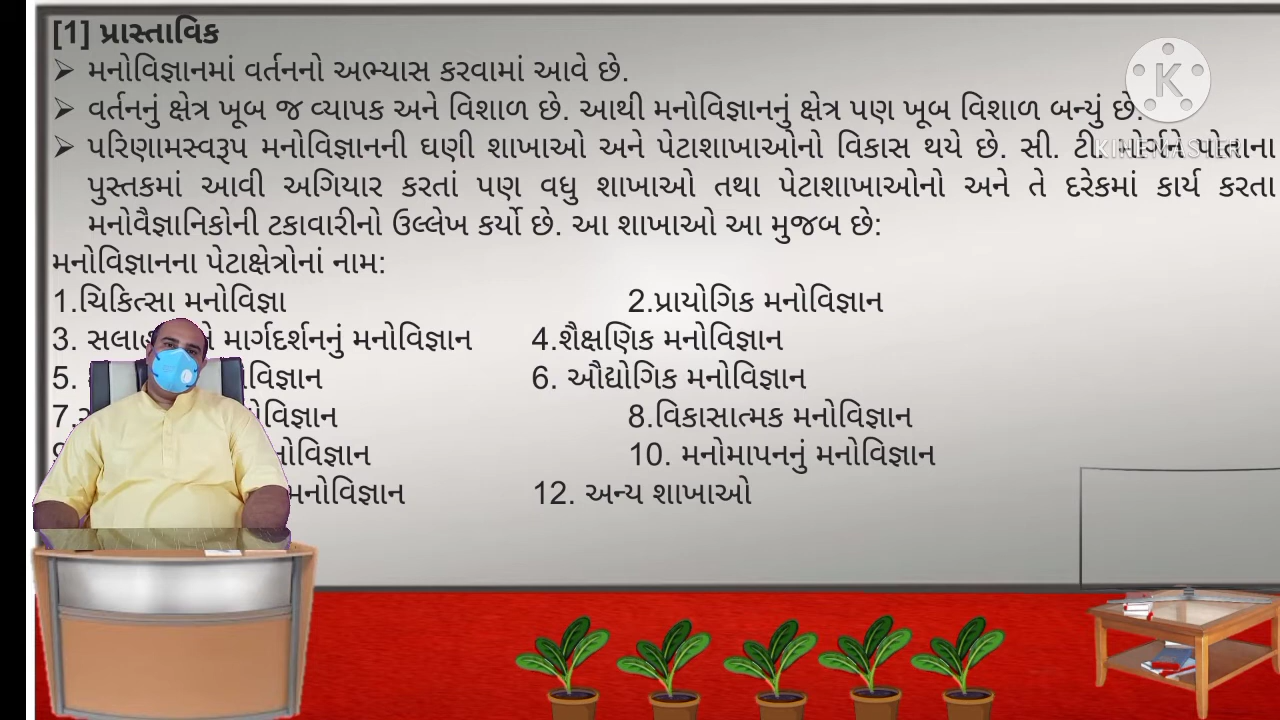 [1] પ્રાસ્તાવિક
➢ મનોવિજ્ઞાનમાં વર્તનનો અભ્યાસ કરવામાં આવે છે.
➢ વર્તનનું ક્ષેત્ર ખૂબ જ વ્યાપક અને વિશાળ છે. આથી મનોવિજ્ઞાનનું ક્ષેત્ર પણ ખૂબ વિશાળ બન્યું છે.
➢ પરિણામસ્વરૂપ મનોવિજ્ઞાનની ઘણી શાખાઓ અને પેટાશાખાઓનો વિકાસ થયે છે. સી. ટી. મોર્ગને પોતાના
પુસ્તકમાં આવી અગિયાર કરતાં પણ વધુ શાખાઓ તથા પેટાશાખાઓનો અને તે દરેકમાં કાર્ય કરતા
મનોવૈજ્ઞાનિકોની ટકાવારીનો ઉલ્લેખ કર્યો છે. આ શાખાઓ આ મુજબ છે:
મનોવિજ્ઞાનના પેટાક્ષેત્રોનાં નામ:
1.ચિકિત્સા મનોવિજ્ઞા 2.પ્રાયોગિક મનોવિજ્ઞાન
3. માર્ગદર્શનનું મનોવિજ્ઞાન 4.શૈક્ષણિક મનોવિજ્ઞાન
5. 6. ઔદ્યોગિક મનોવિજ્ઞાન
7. 8.વિકાસાત્મક મનોવિજ્ઞાન
10. મનોમાપનનું મનોવિજ્ઞાન
મનોવિજ્ઞાન 12. અન્ય શાખાઓ
K
KINEMASTER